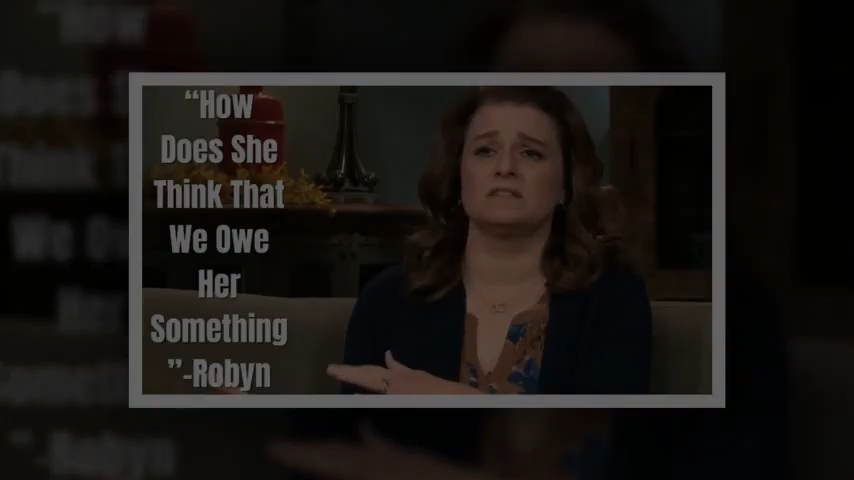 “How
Does She
Think That
We Owe
Her
Something
”-Robyn